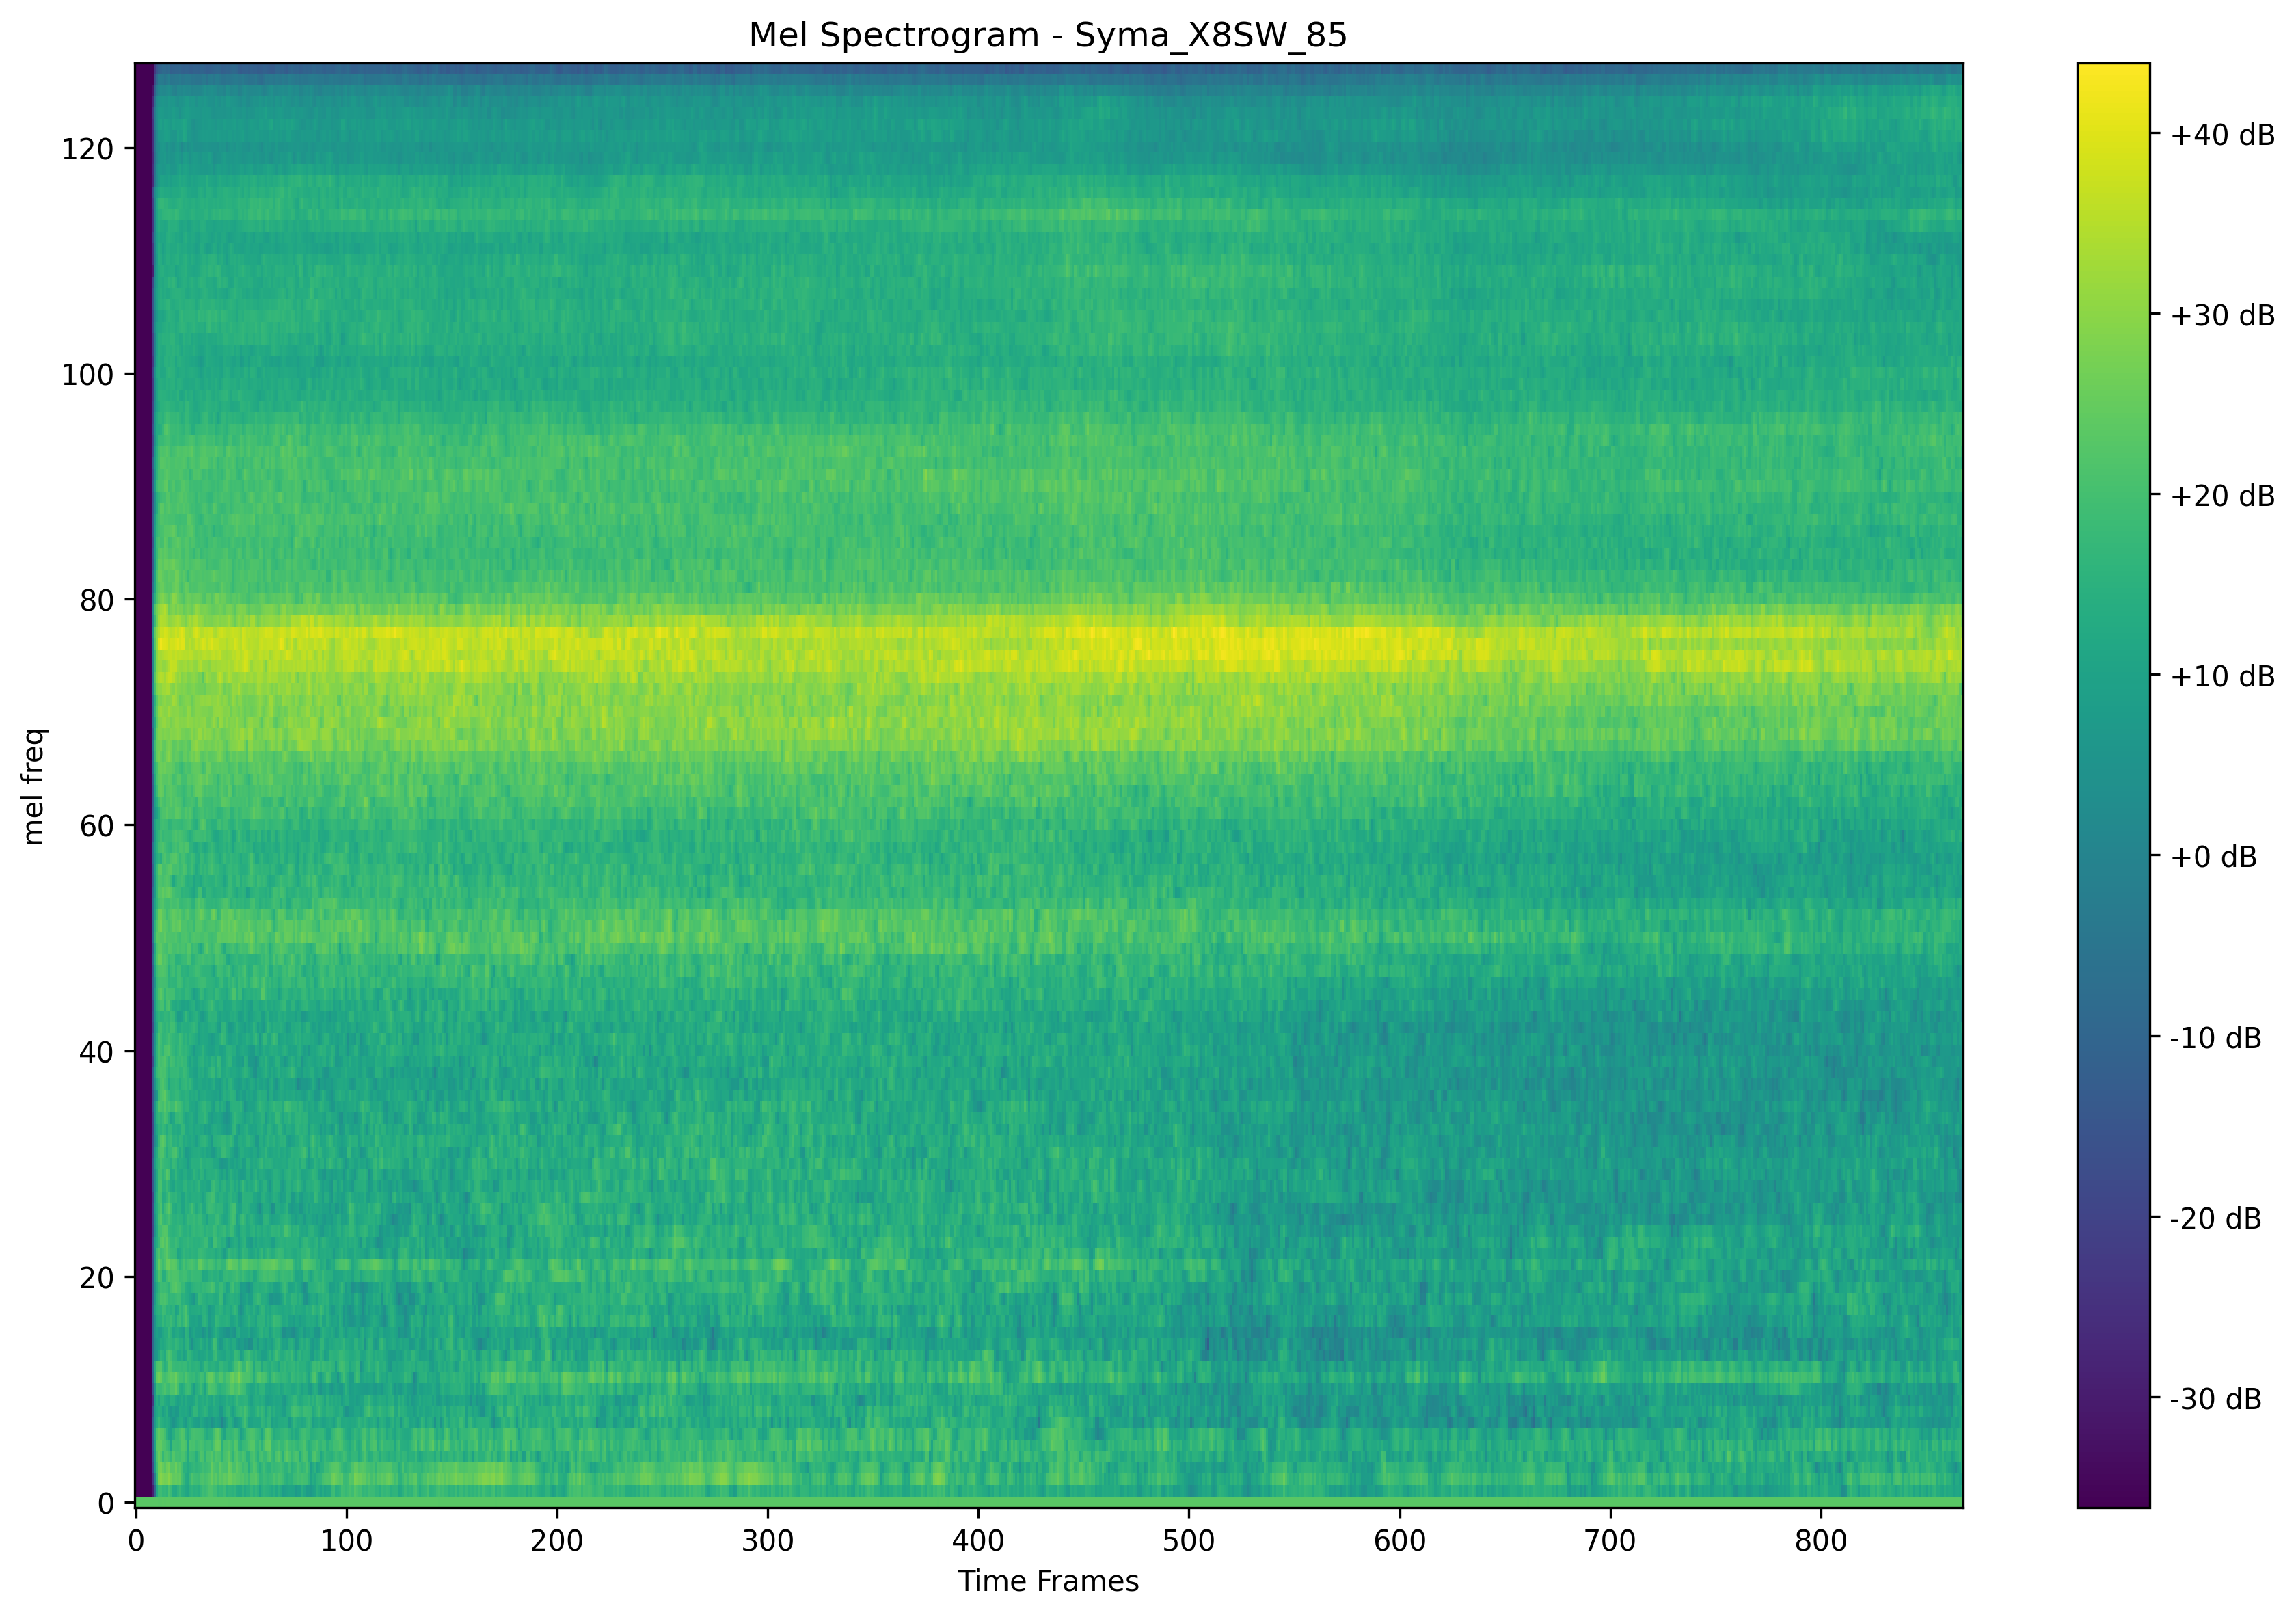 Mel Spectrogram - Syma_X8SW_85
mel freq
120
100
80
60
40
20
0
0 100 200 300 400 500 600 700 800
Time Frames
+40 dB
+30 dB
+20 dB
+10 dB
+0 dB
-10 dB
-20 dB
-30 dB